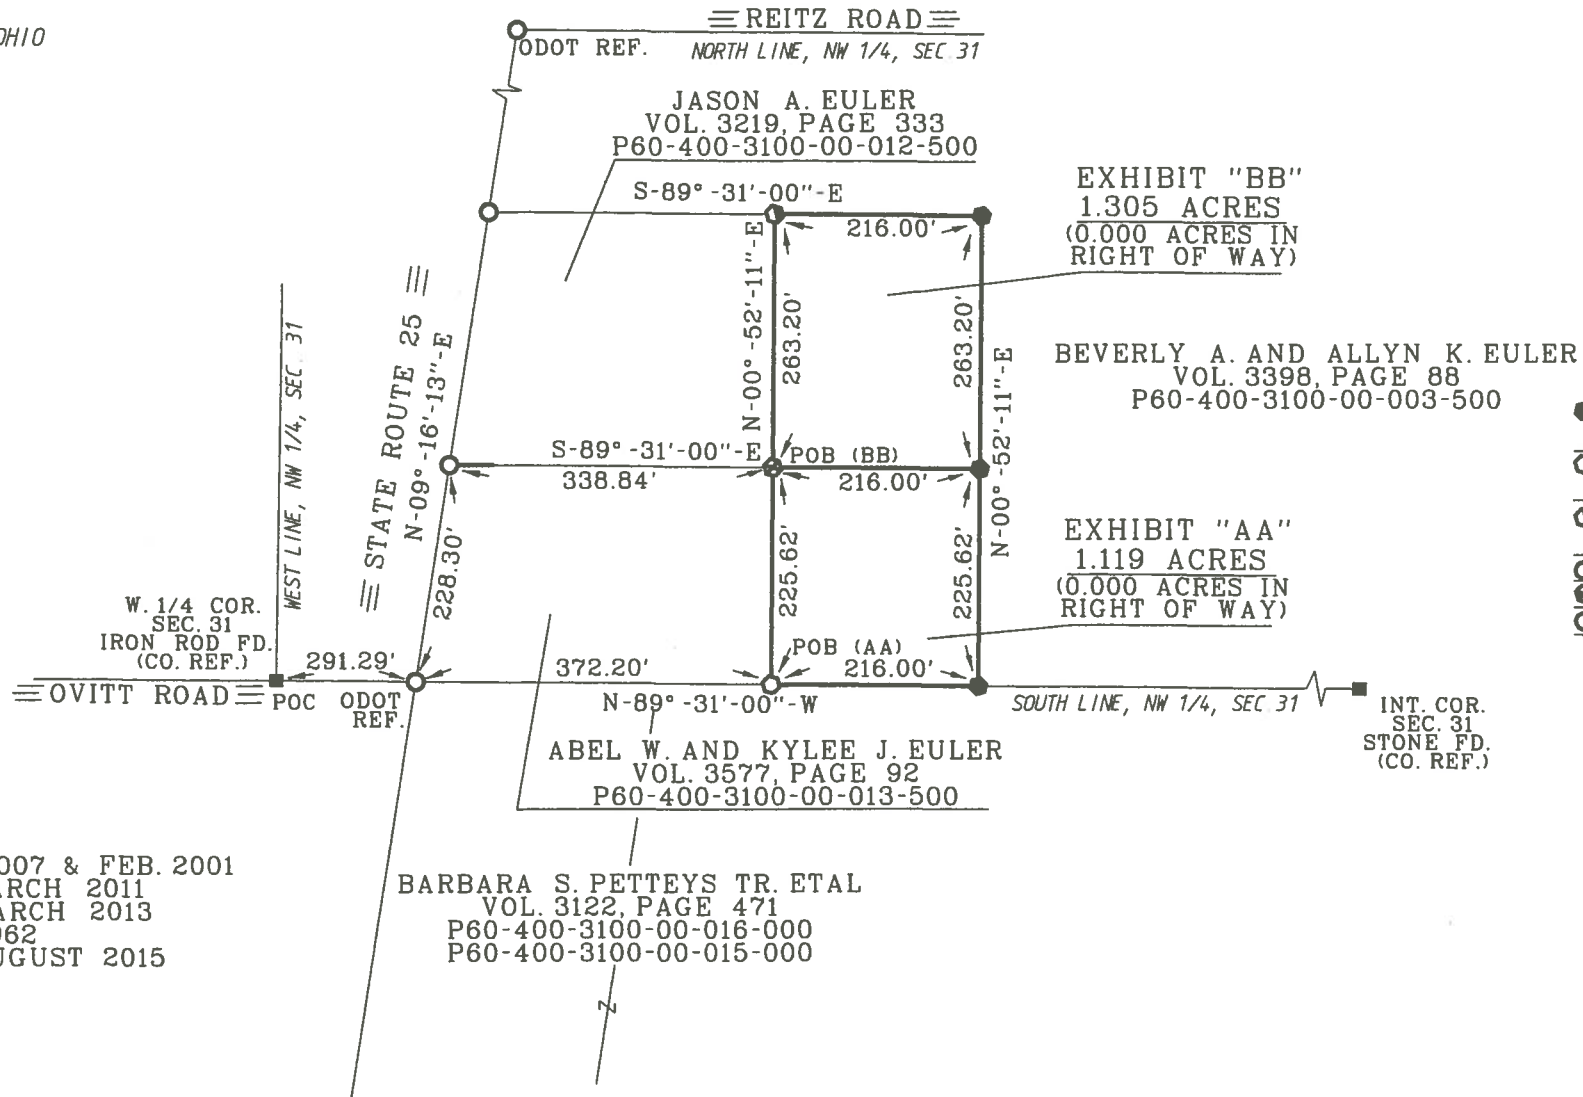 OHIO
REITZ ROAD
ODOT REF.
NORTH LINE, NW 1/4, SEC. 31
JASON A. EULER
VOL. 3219, PAGE 333
P60-400-3100-00-012-500
S-89°-31'-00"-E
216.00'
EXHIBIT "BB"
1.305 ACRES
(0.000 ACRES IN
RIGHT OF WAY)
N-00°-52'-11"-E
263.20'
263.20'
N-00°-52'-11"-E
BEVERLY A. AND ALLYN K. EULER
VOL. 3398, PAGE 88
P60-400-3100-00-003-500
WEST LINE, NW 1/4, SEC. 31
STATE ROUTE 25
N-09°-16'-13"-E
228.30'
S-89°-31'-00"-E
338.84'
POB (BB)
216.00'
225.62'
225.62'
EXHIBIT "AA"
1.119 ACRES
(0.000 ACRES IN
RIGHT OF WAY)
W. 1/4 COR.
SEC. 31
IRON ROD FD.
(CO. REF.)
291.29'
372.20'
POB (AA)
216.00'
OVITT ROAD
POC
ODOT
REF.
N-89°-31'-00"-W
SOUTH LINE, NW 1/4, SEC. 31
INT. COR.
SEC. 31
STONE FD.
(CO. REF.)
ABEL W. AND KYLEE J. EULER
VOL. 3577, PAGE 92
P60-400-3100-00-013-500
007 & FEB. 2001
ARCH 2011
ARCH 2013
962
UGUST 2015
BARBARA S. PETTEYS TR. ETAL
VOL. 3122, PAGE 471
P60-400-3100-00-016-000
P60-400-3100-00-015-000
Z